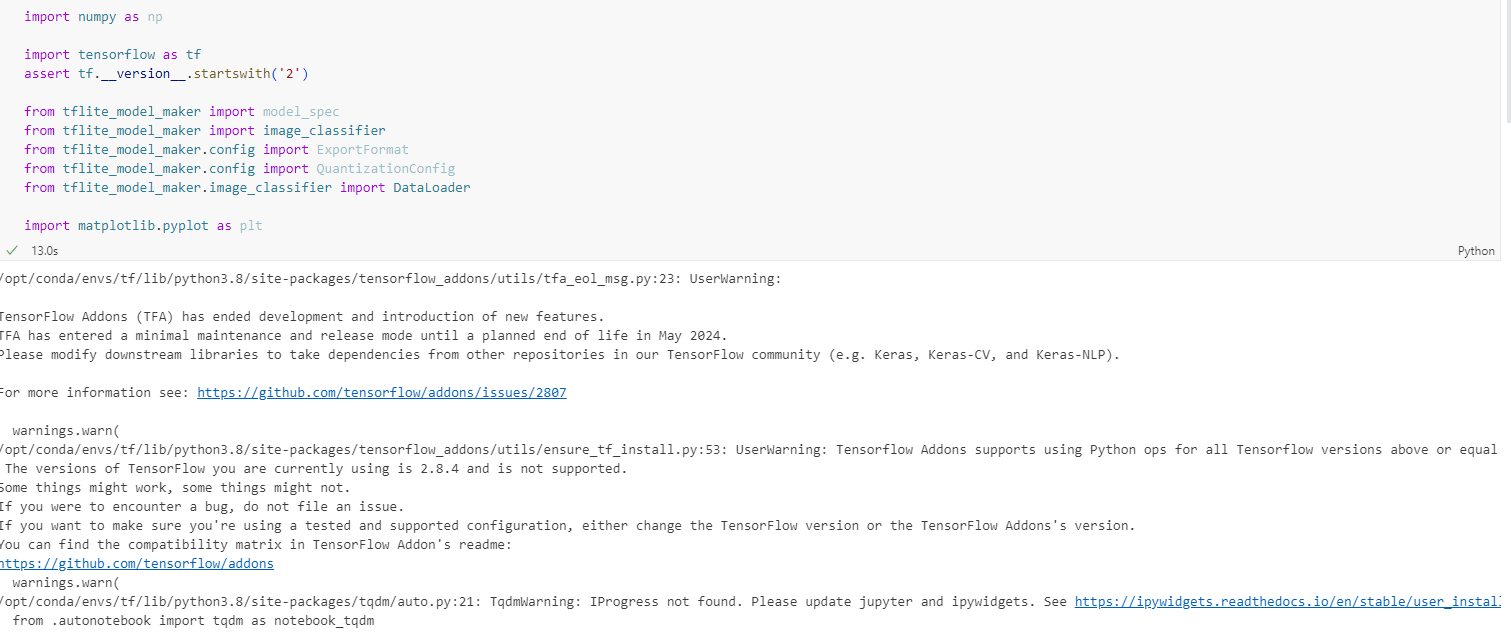 import numpy as np
import tensorflow as tf
assert tf.__version__.startswith('2')
from tflite_model_maker import model_spec
from tflite_model_maker import image_classifier
from tflite_model_maker.config import ExportFormat
from tflite_model_maker.config import QuantizationConfig
from tflite_model_maker.image_classifier import DataLoader
import matplotlib.pyplot as plt
13.0s
Python
/opt/conda/envs/tf/lib/python3.8/site-packages/tensorflow_addons/utils/tfa_eol_msg.py:23: UserWarning:
TensorFlow Addons (TFA) has ended development and introduction of new features.
TFA has entered a minimal maintenance and release mode until a planned end of life in May 2024.
Please modify downstream libraries to take dependencies from other repositories in our TensorFlow community (e.g. Keras, Keras-CV, and Keras-NLP).
For more information see: https://github.com/tensorflow/addons/issues/2807
warnings.warn(
/opt/conda/envs/tf/lib/python3.8/site-packages/tensorflow_addons/utils/ensure_tf_install.py:53: UserWarning: Tensorflow Addons supports using Python ops for all Tensorflow versions above or equal
The versions of TensorFlow you are currently using is 2.8.4 and is not supported.
Some things might work, some things might not.
If you were to encounter a bug, do not file an issue.
If you want to make sure you're using a tested and supported configuration, either change the TensorFlow version or the TensorFlow Addons's version.
You can find the compatibility matrix in TensorFlow Addon's readme:
https://github.com/tensorflow/addons
warnings.warn(
/opt/conda/envs/tf/lib/python3.8/site-packages/tqdm/auto.py:21: TqdmWarning: IProgress not found. Please update jupyter and ipywidgets. See https://ipywidgets.readthedocs.io/en/stable/user_install
from .autonotebook import tqdm as notebook_tqdm